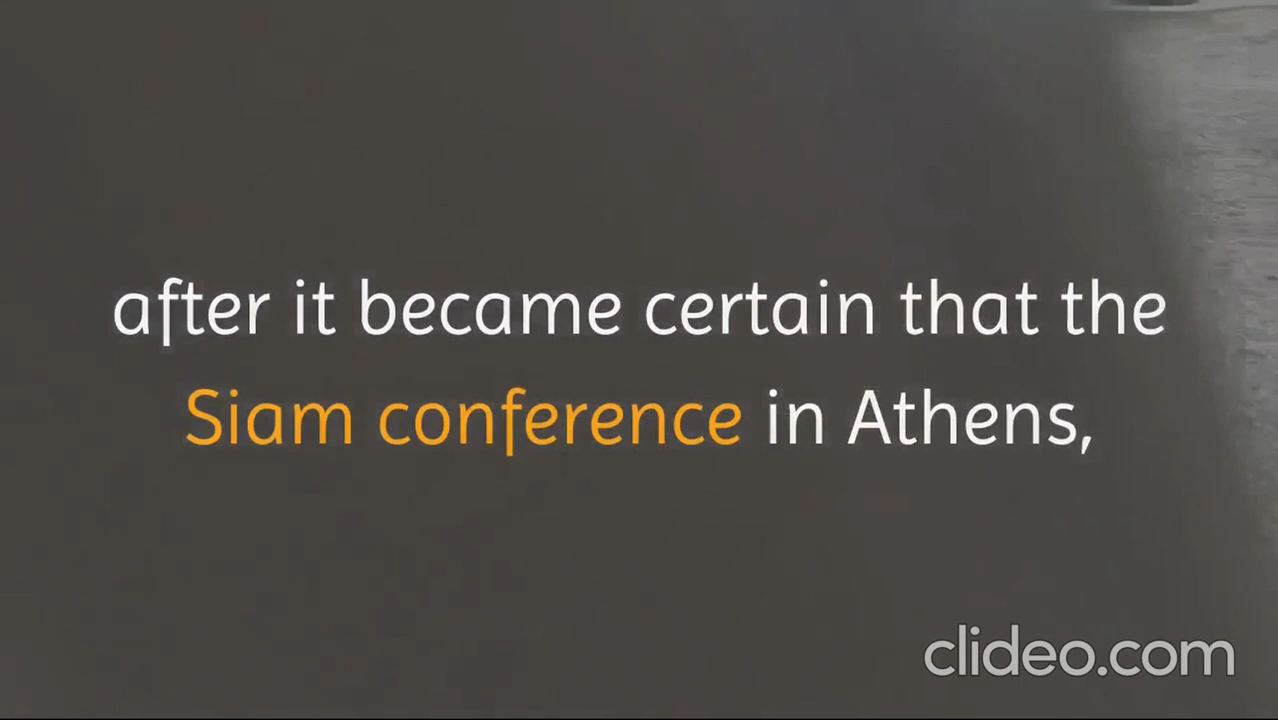 after it became certain that the
Siam conference in Athens,
clideo.com